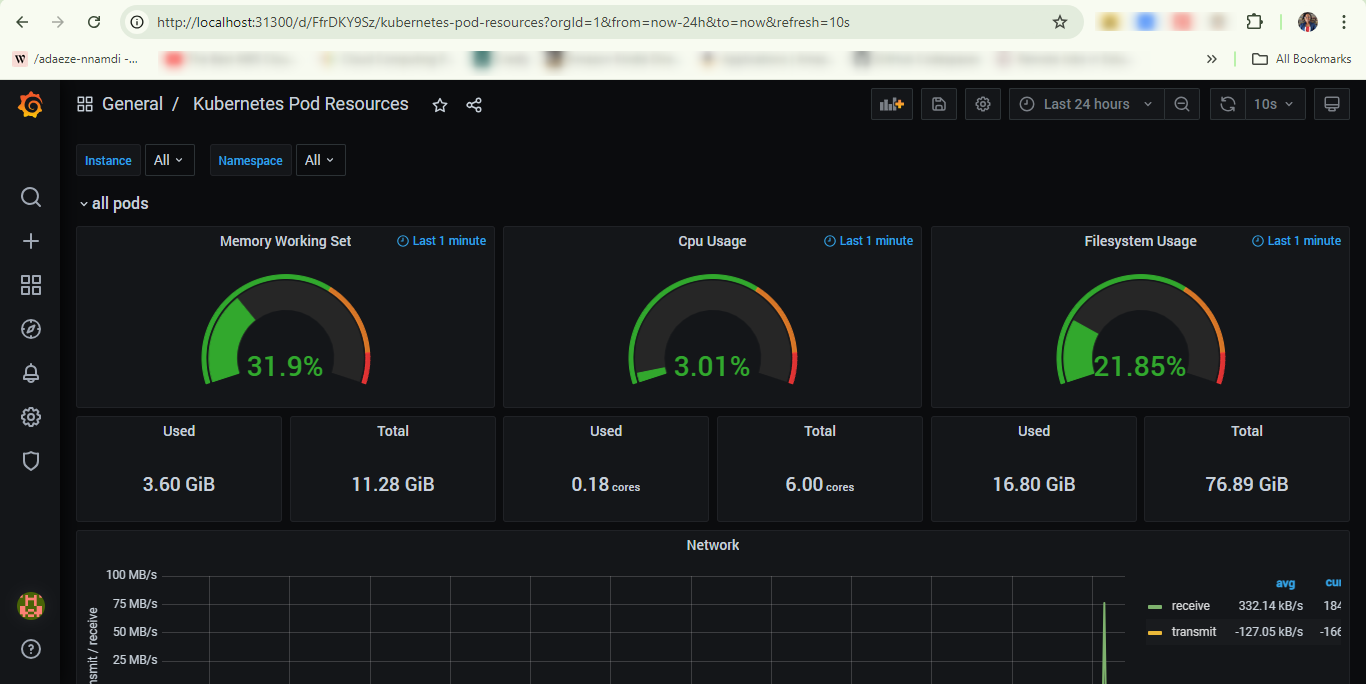 http://localhost:31300/d/FfrDKY9Sz/kubernetes-pod-resources?orgId=1&from=now-24h&to=now&refresh=10s
W /adaeze-nnamdi -...
All Bookmarks
General / Kubernetes Pod Resources
Last 24 hours
10s
Instance All Namespace All
all pods
Memory Working Set Last 1 minute
31.9%
Cpu Usage Last 1 minute
3.01%
Filesystem Usage Last 1 minute
21.85%
Used
3.60 GiB
Total
11.28 GiB
Used
0.18 cores
Total
6.00 cores
Used
16.80 GiB
Total
76.89 GiB
Network
100 MB/s
75 MB/s
50 MB/s
25 MB/s
/ receive
avg
receive 332.14 kB/s
transmit -127.05 kB/s